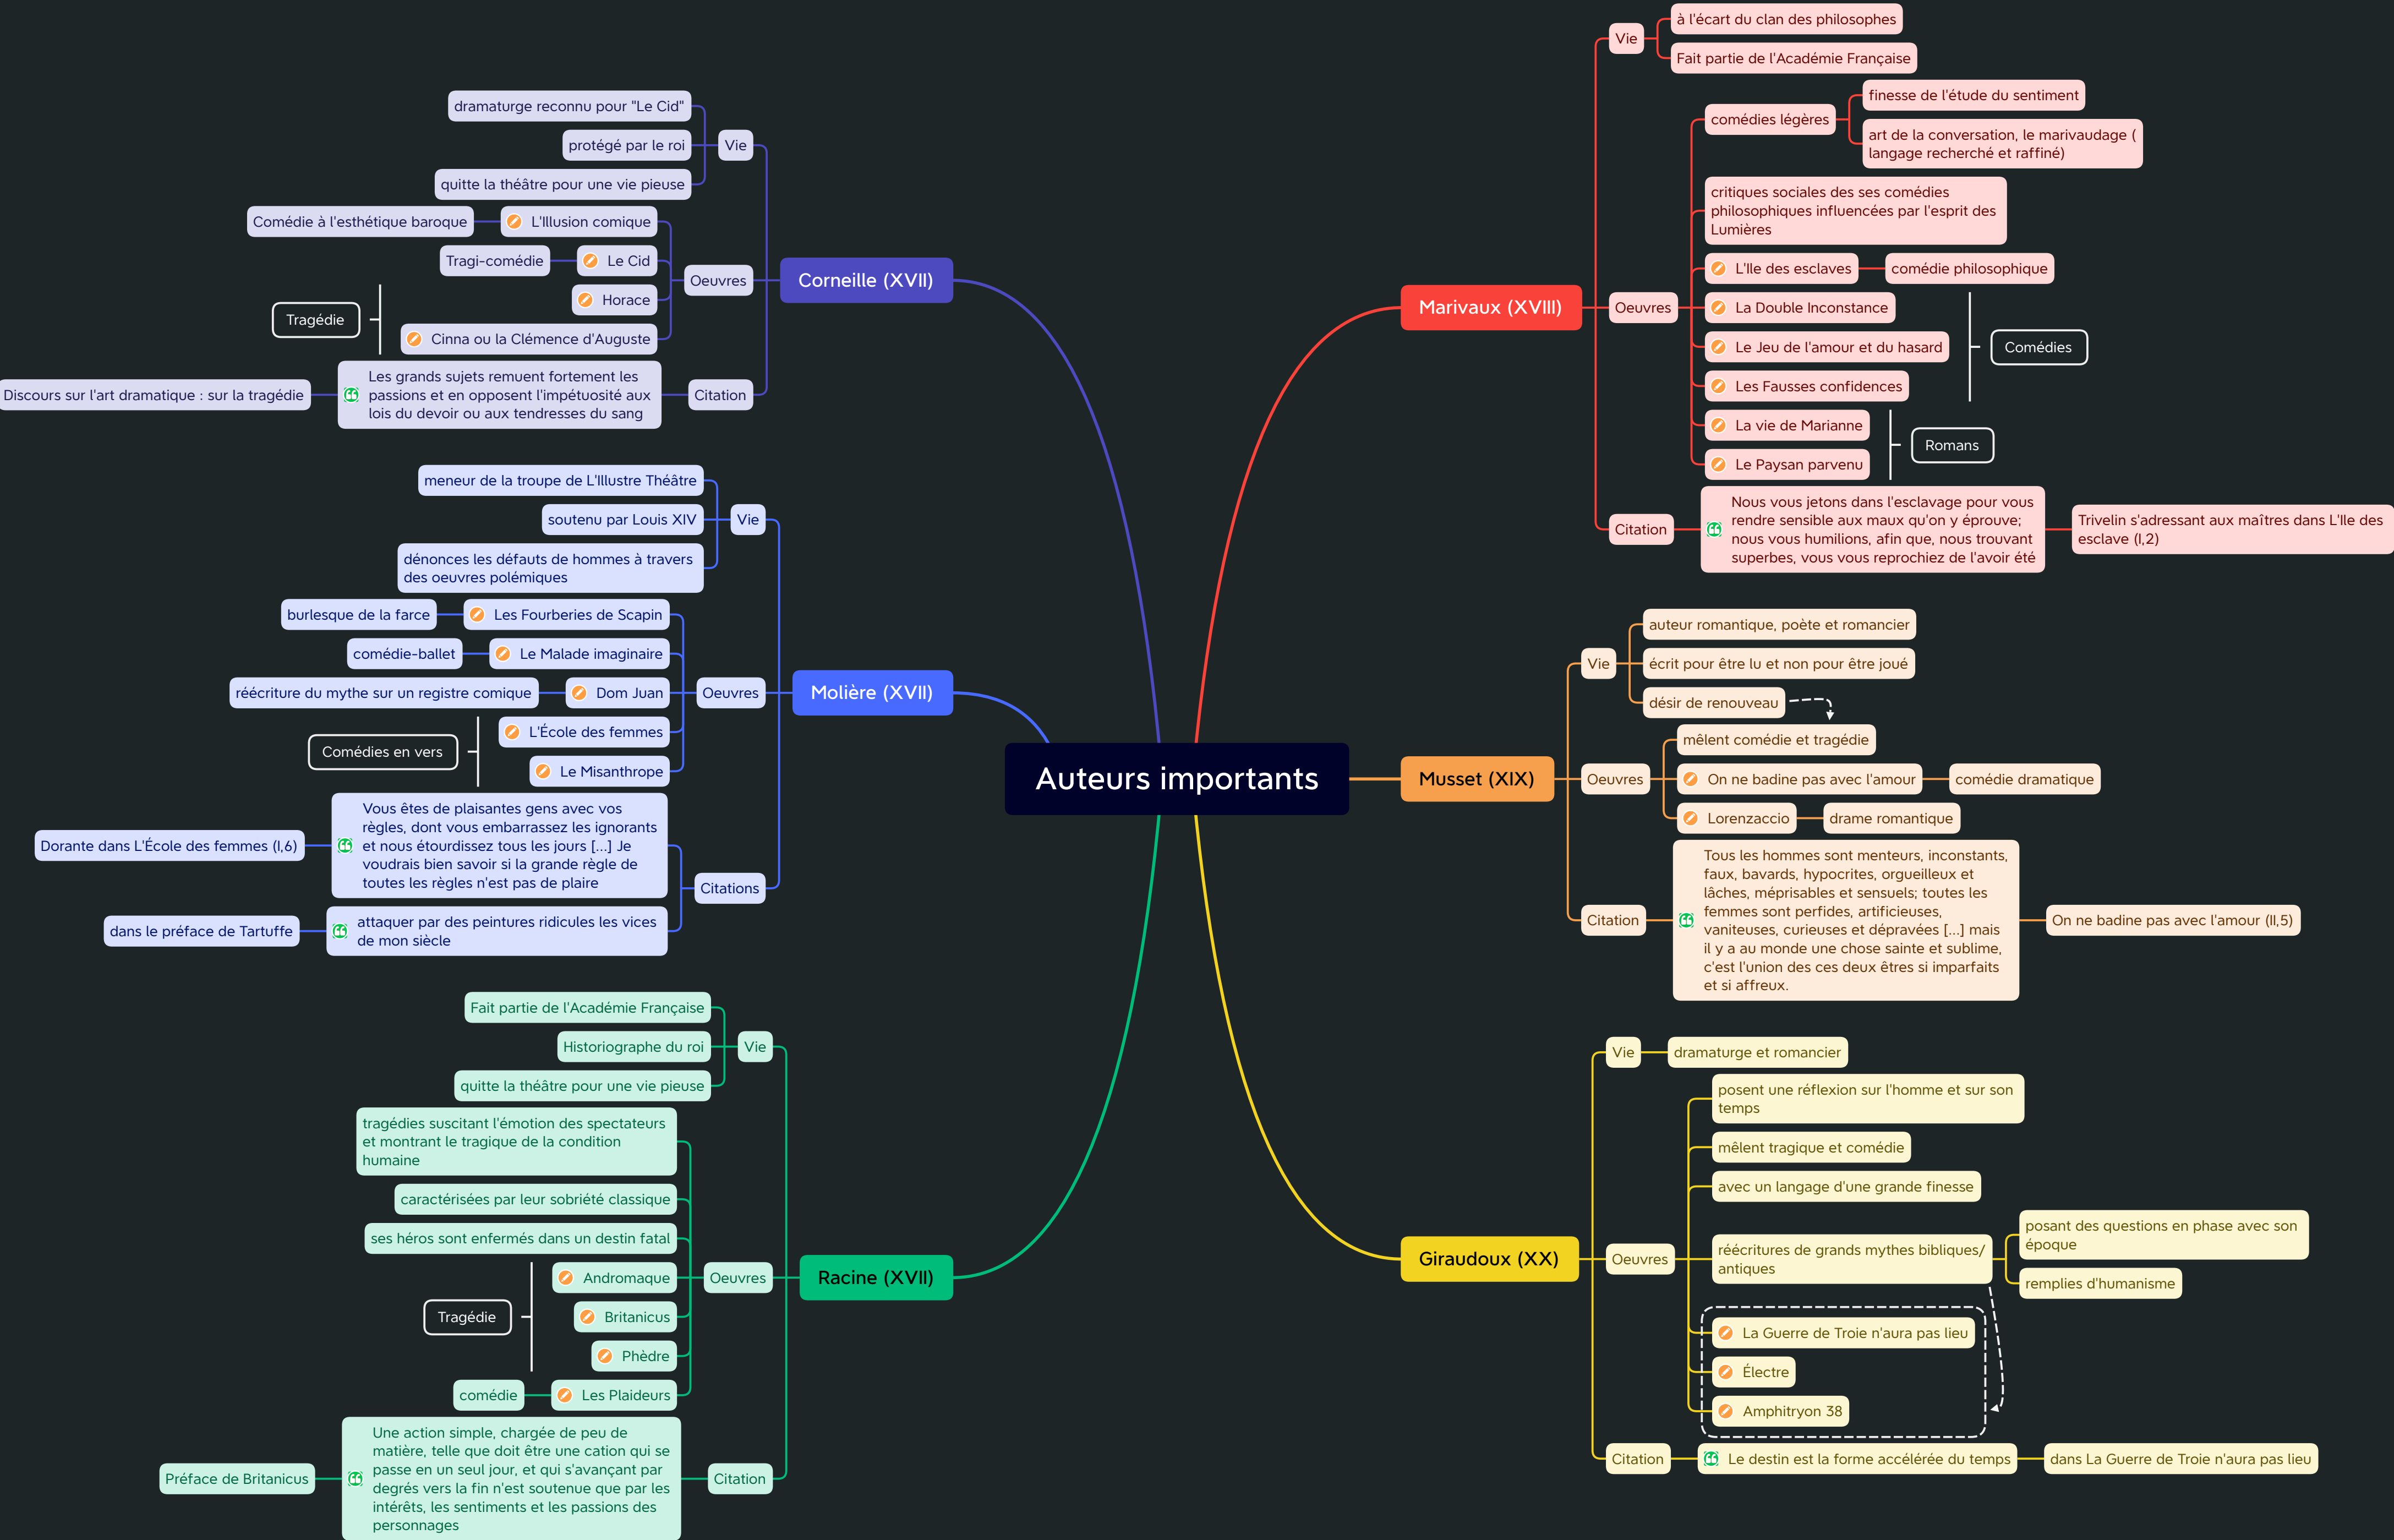 Auteurs importants
Corneille (XVII)
Vie
dramaturge reconnu pour "Le Cid"
protégé par le roi
quitte la théâtre pour une vie pieuse
Oeuvres
L'Illusion comique
Comédie à l'esthétique baroque
Le Cid
Tragi-comédie
Horace
Cinna ou la Clémence d'Auguste
Tragédie
Citation
Les grands sujets remuent fortement les
passions et en opposent l'impétuosité aux
lois du devoir ou aux tendresses du sang
Discours sur l'art dramatique : sur la tragédie
Molière (XVII)
Vie
meneur de la troupe de L'Illustre Théâtre
soutenu par Louis XIV
dénonces les défauts de hommes à travers
des oeuvres polémiques
Oeuvres
Les Fourberies de Scapin
burlesque de la farce
Le Malade imaginaire
comédie-ballet
Dom Juan
réécriture du mythe sur un registre comique
L'École des femmes
Le Misanthrope
Comédies en vers
Citations
Vous êtes de plaisantes gens avec vos
règles, dont vous embarrassez les ignorants
et nous étourdissez tous les jours [...] Je
voudrais bien savoir si la grande règle de
toutes les règles n'est pas de plaire
Dorante dans L'École des femmes (I,6)
attaquer par des peintures ridicules les vices
de mon siècle
dans le préface de Tartuffe
Racine (XVII)
Vie
Fait partie de l'Académie Française
Historiographe du roi
quitte la théâtre pour une vie pieuse
Oeuvres
tragédies suscitant l'émotion des spectateurs
et montrant le tragique de la condition
humaine
caractérisées par leur sobriété classique
ses héros sont enfermés dans un destin fatal
Andromaque
Britanicus
Phèdre
Tragédie
Les Plaideurs
comédie
Citation
Une action simple, chargée de peu de
matière, telle que doit être une cation qui se
passe en un seul jour, et qui s'avançant par
degrés vers la fin n'est soutenue que par les
intérêts, les sentiments et les passions des
personnages
Préface de Britanicus
Marivaux (XVIII)
Vie
à l'écart du clan des philosophes
Fait partie de l'Académie Française
Oeuvres
comédies légères
finesse de l'étude du sentiment
art de la conversation, le marivaudage (
langage recherché et raffiné)
critiques sociales des ses comédies
philosophiques influencées par l'esprit des
Lumières
L'Ile des esclaves
comédie philosophique
La Double Inconstance
Le Jeu de l'amour et du hasard
Les Fausses confidences
Comédies
La vie de Marianne
Le Paysan parvenu
Romans
Citation
Nous vous jetons dans l'esclavage pour vous
rendre sensible aux maux qu'on y éprouve;
nous vous humilions, afin que, nous trouvant
superbes, vous vous reprochiez de l'avoir été
Trivelin s'adressant aux maîtres dans L'Ile des
esclave (I,2)
Musset (XIX)
Vie
auteur romantique, poète et romancier
écrit pour être lu et non pour être joué
désir de renouveau
Oeuvres
mêlent comédie et tragédie
On ne badine pas avec l'amour
comédie dramatique
Lorenzaccio
drame romantique
Citation
Tous les hommes sont menteurs, inconstants,
faux, bavards, hypocrites, orgueilleux et
lâches, méprisables et sensuels; toutes les
femmes sont perfides, artificieuses,
vaniteuses, curieuses et dépravées [...] mais
il y a au monde une chose sainte et sublime,
c'est l'union des ces deux êtres si imparfaits
et si affreux.
On ne badine pas avec l'amour (II,5)
Giraudoux (XX)
Vie
dramaturge et romancier
Oeuvres
posent une réflexion sur l'homme et sur son
temps
mêlent tragique et comédie
avec un langage d'une grande finesse
réécritures de grands mythes bibliques/
antiques
posant des questions en phase avec son
époque
remplies d'humanisme
La Guerre de Troie n'aura pas lieu
Électre
Amphitryon 38
Citation
Le destin est la forme accélérée du temps
dans La Guerre de Troie n'aura pas lieu